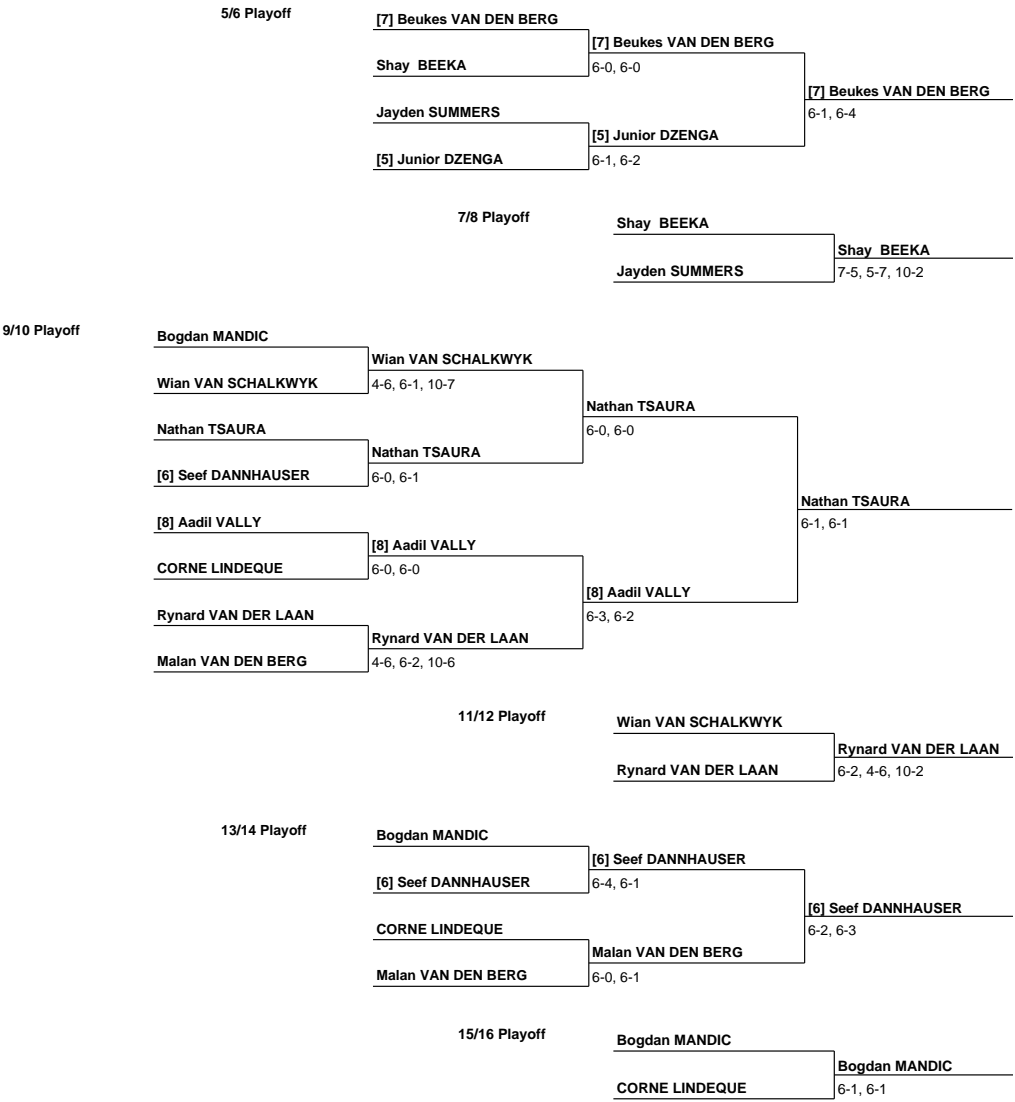 5/6 Playoff
[7] Beukes VAN DEN BERG
[7] Beukes VAN DEN BERG
Shay BEEKA
6-0, 6-0
[7] Beukes VAN DEN BERG
Jayden SUMMERS
6-1, 6-4
[5] Junior DZENGA
[5] Junior DZENGA
6-1, 6-2
7/8 Playoff
Shay BEEKA
Shay BEEKA
Jayden SUMMERS
7-5, 5-7, 10-2
9/10 Playoff
Bogdan MANDIC
Wian VAN SCHALKWYK
Wian VAN SCHALKWYK
4-6, 6-1, 10-7
Nathan TSAURA
Nathan TSAURA
6-0, 6-0
Nathan TSAURA
[6] Seef DANNHAUSER
6-0, 6-1
Nathan TSAURA
[8] Aadil VALLY
6-1, 6-1
[8] Aadil VALLY
CORNE LINDEQUE
6-0, 6-0
[8] Aadil VALLY
Rynard VAN DER LAAN
6-3, 6-2
Rynard VAN DER LAAN
Malan VAN DEN BERG
4-6, 6-2, 10-6
11/12 Playoff
Wian VAN SCHALKWYK
Rynard VAN DER LAAN
Rynard VAN DER LAAN
6-2, 4-6, 10-2
13/14 Playoff
Bogdan MANDIC
[6] Seef DANNHAUSER
[6] Seef DANNHAUSER
6-4, 6-1
[6] Seef DANNHAUSER
CORNE LINDEQUE
6-2, 6-3
Malan VAN DEN BERG
Malan VAN DEN BERG
6-0, 6-1
15/16 Playoff
Bogdan MANDIC
Bogdan MANDIC
CORNE LINDEQUE
6-1, 6-1